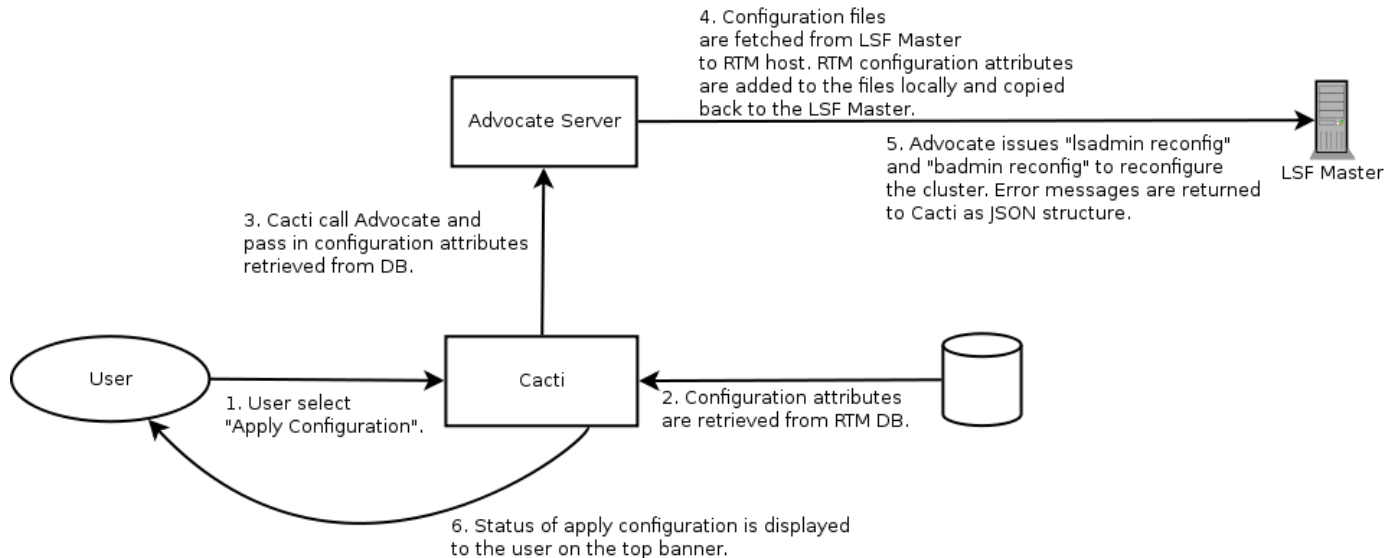 4. Configuration files
are fetched from LSF Master
to RTM host. RTM configuration attributes
are added to the files locally and copied
back to the LSF Master.
Advocate Server
5. Advocate issues "lsadmin reconfig"
and "badmin reconfig" to reconfigure
the cluster. Error messages are returned
to Cacti as JSON structure.
LSF Master
3. Cacti call Advocate and
pass in configuration attributes
retrieved from DB.
User
Cacti
1. User select
"Apply Configuration".
2. Configuration attributes
are retrieved from RTM DB.
6. Status of apply configuration is displayed
to the user on the top banner.